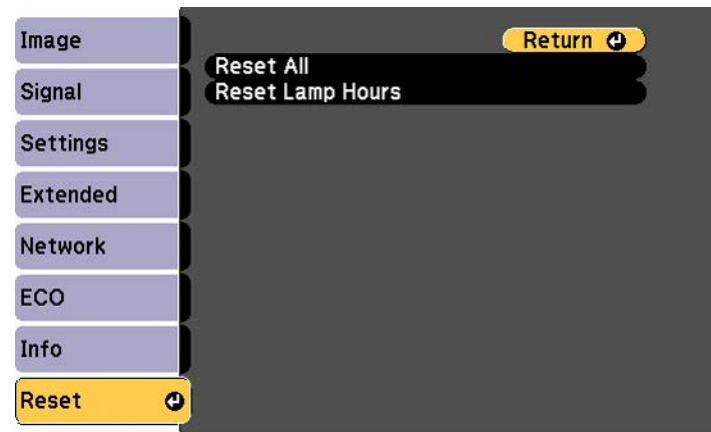 Image
Signal
Settings
Extended
Network
ECO
Info
Reset
Return
Reset All
Reset Lamp Hours